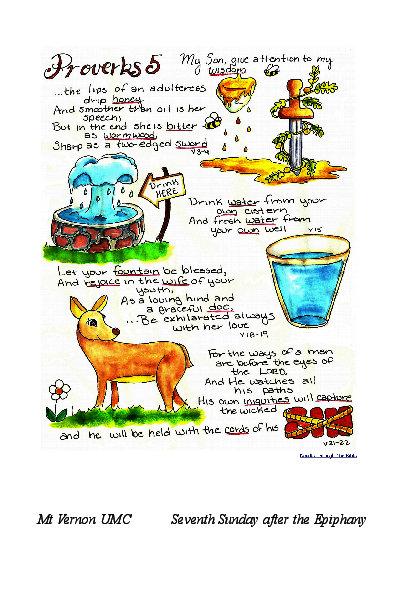 Proverbs 5
My Son, give attention to my
wisdom
...the lips of an adulteress
drip honey.
And smoother than oil is her
speech;
But in the end she is bitter
as wormwood,
Sharp as a two-edged sword
v3-4
Drink
HERE
Drink water from your
own cistern
And fresh water from
your own well
v15
Let your fountain be blessed,
And rejoice in the wife of your
youth,
As a loving hind and
a graceful doe,
...Be exhilarated always
with her love
v18-19
For the ways of a man
are before the eyes of
the LORD,
And He watches all
his paths
His own iniquities will capture
the wicked
and he will be held with the cords of his
v21-22
Mt Vernon UMC Seventh Sunday after the Epiphany